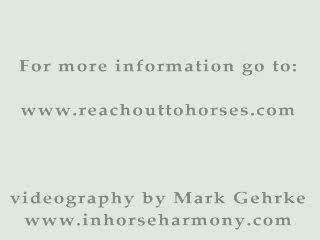 For more information go to:
www.reachouttohorses.com
videography by Mark Gehrke
www.inhorseharmony.com